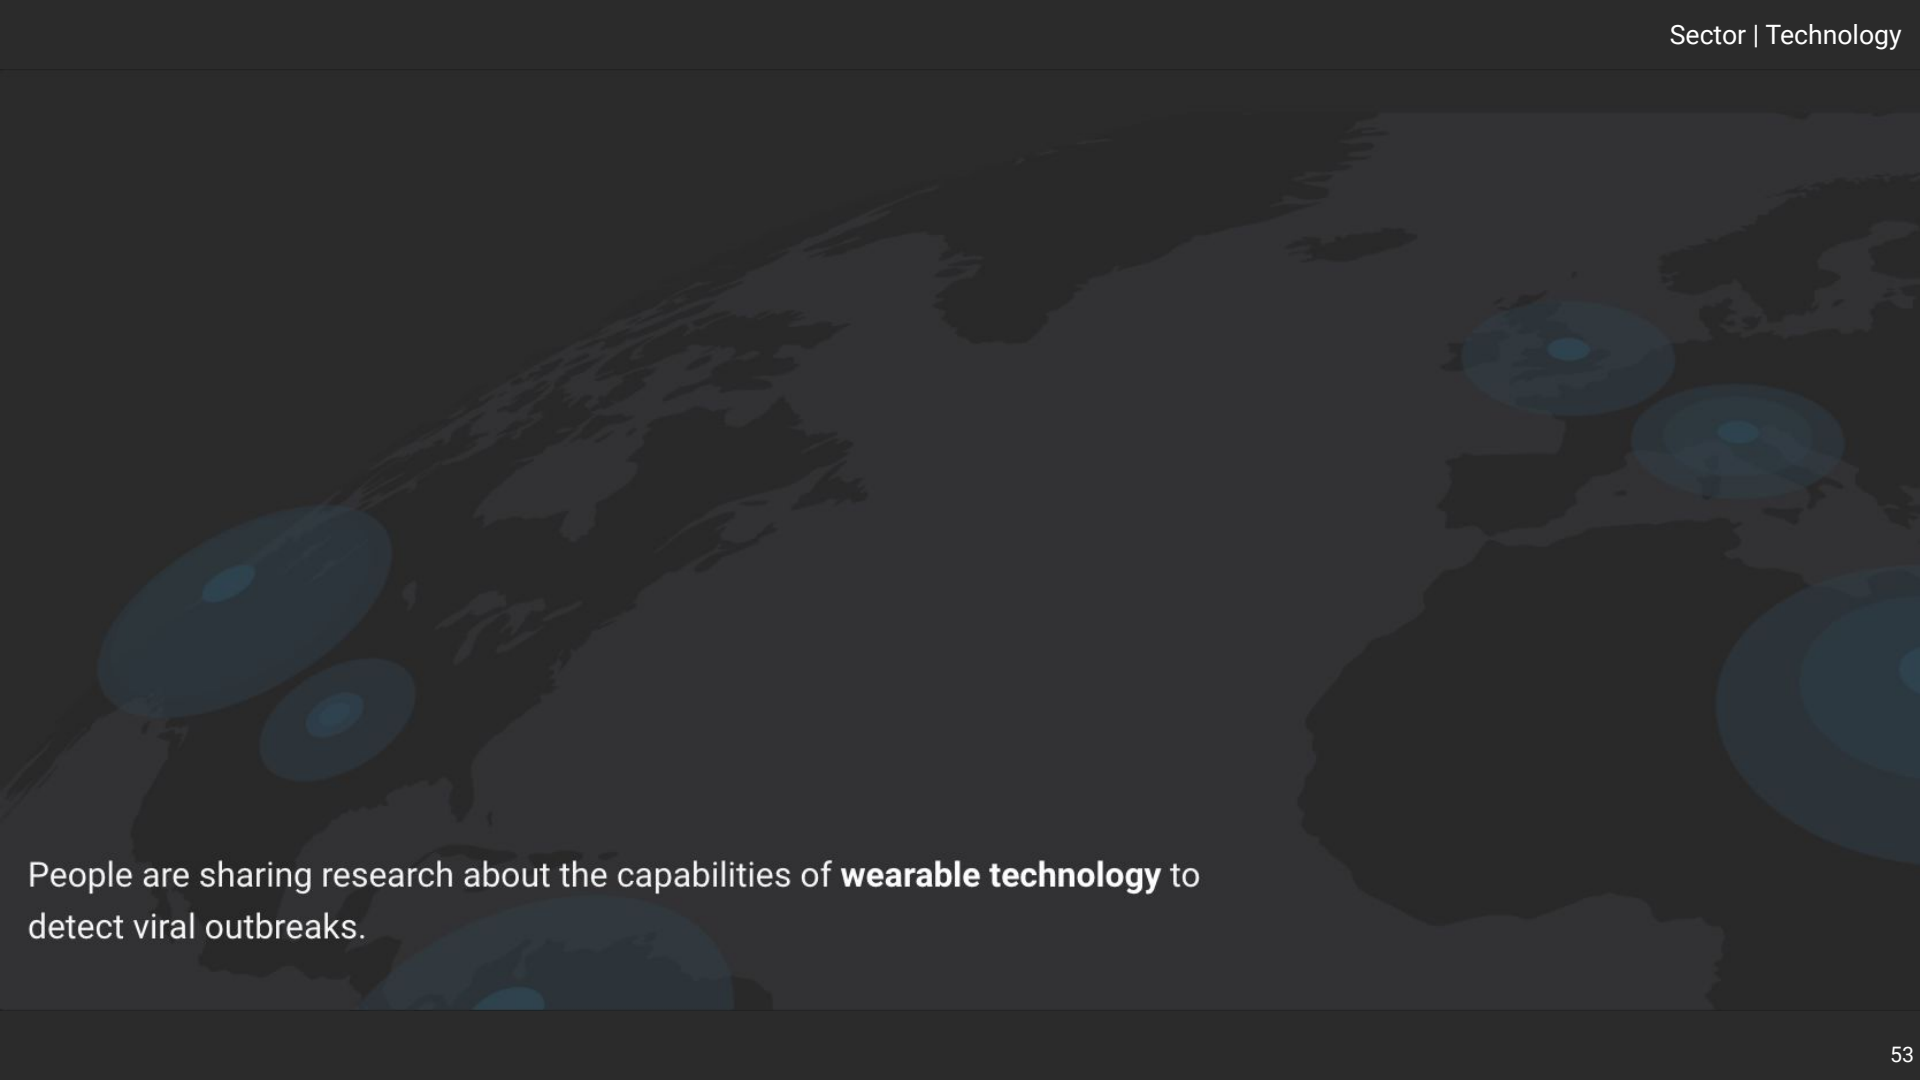 Sector | Technology
People are sharing research about the capabilities of wearable technology to
detect viral outbreaks.
53